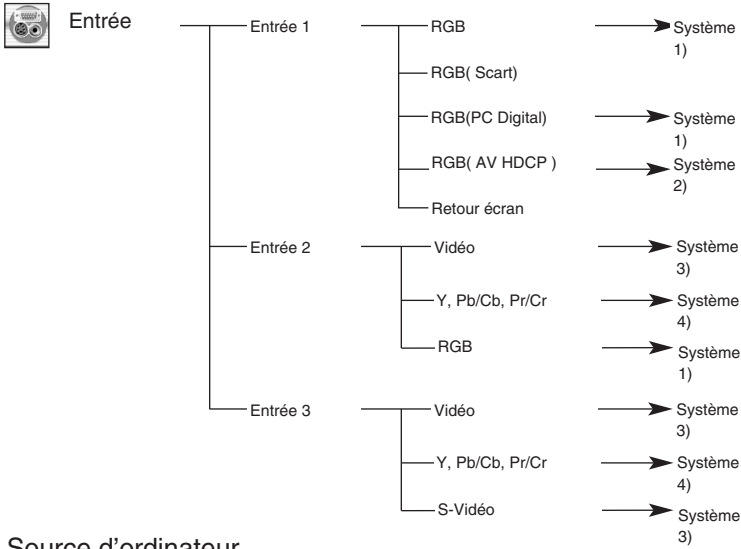 Entrée
Entrée 1
RGB
Système
1)
RGB( Scart)
RGB(PC Digital)
Système
1)
RGB( AV HDCP )
Système
2)
Retour écran
Entrée 2
Vidéo
Système
3)
Y, Pb/Cb, Pr/Cr
Système
4)
RGB
Système
1)
Entrée 3
Vidéo
Système
3)
Y, Pb/Cb, Pr/Cr
Système
4)
S-Vidéo
Système
3)
Source d'ordinateur